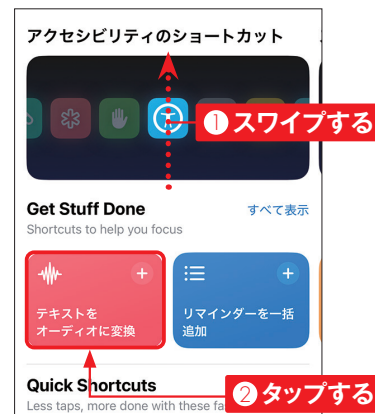 アクセシビリティのショートカット
①スワイプする
Get Stuff Done
すべて表示
Shortcuts to help you focus
テキストを
オーディオに変換
リマインダーを一括
追加
Quick Shortcuts
②タップする
Less taps, more done with these